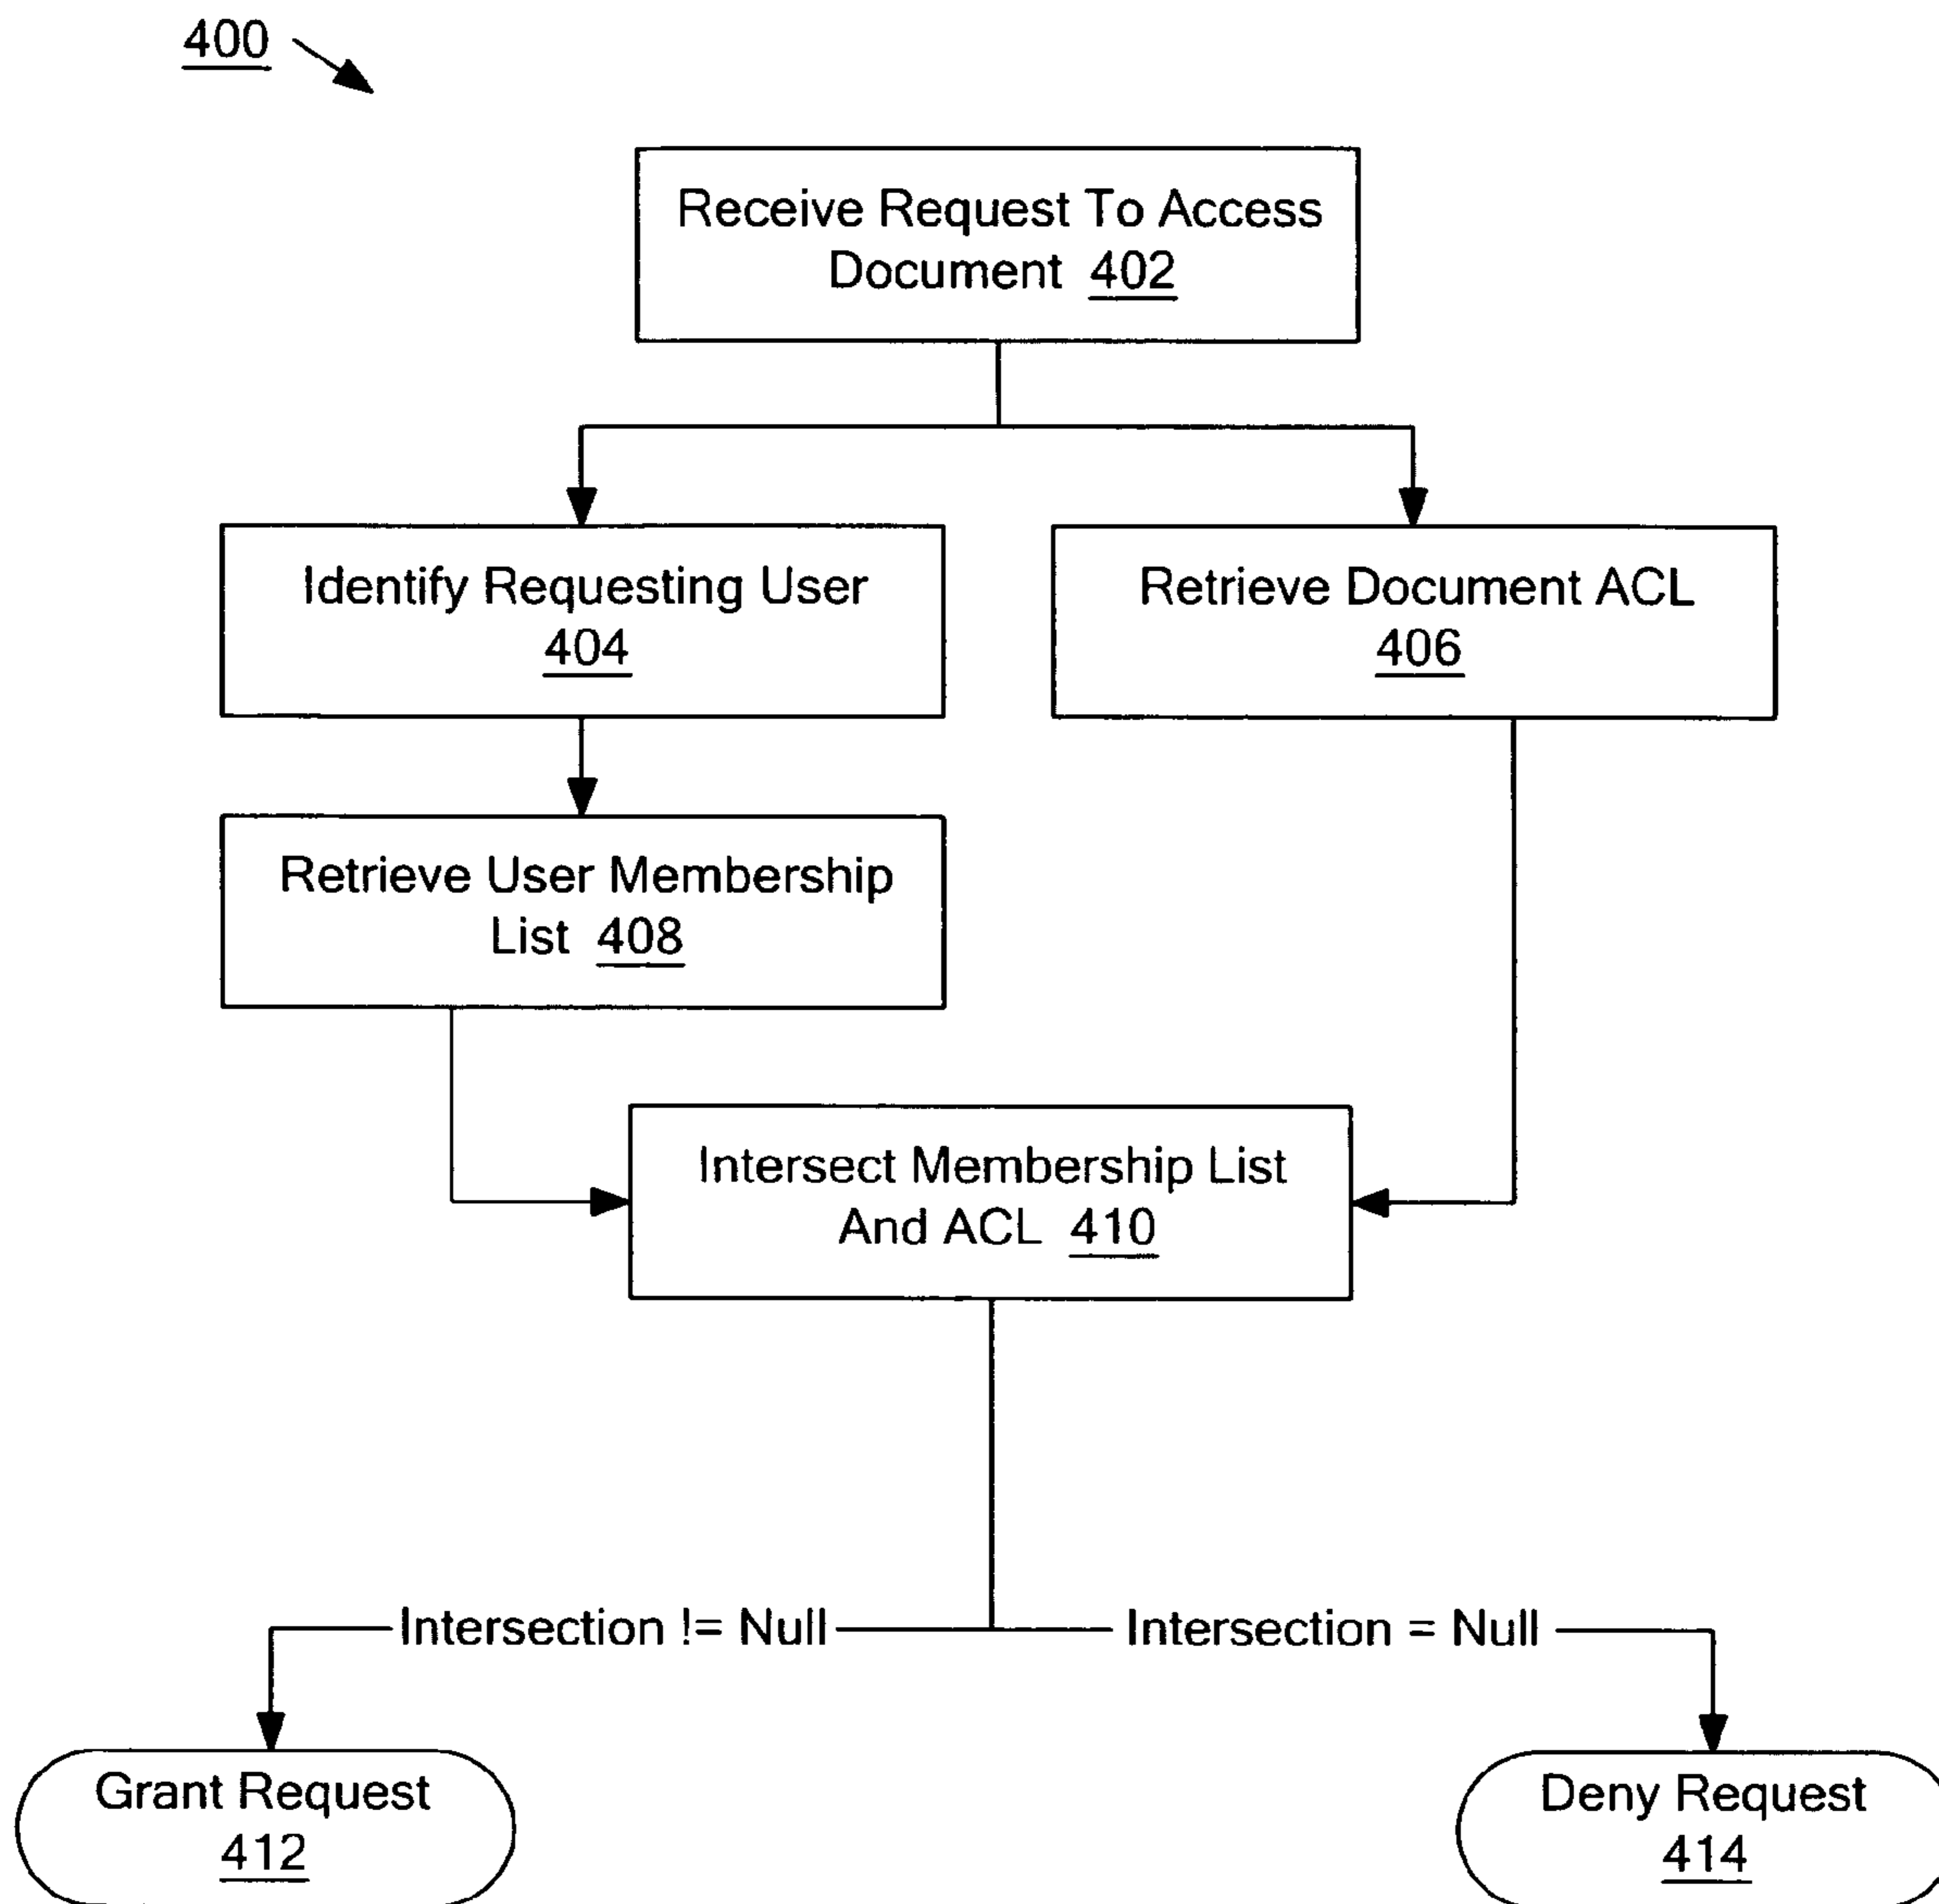 400
Receive Request To Access
Document 402
Identify Requesting User
404
Retrieve Document ACL
406
Retrieve User Membership
List 408
Intersect Membership List
And ACL 410
Intersection != Null
Intersection = Null
Grant Request
412
Deny Request
414